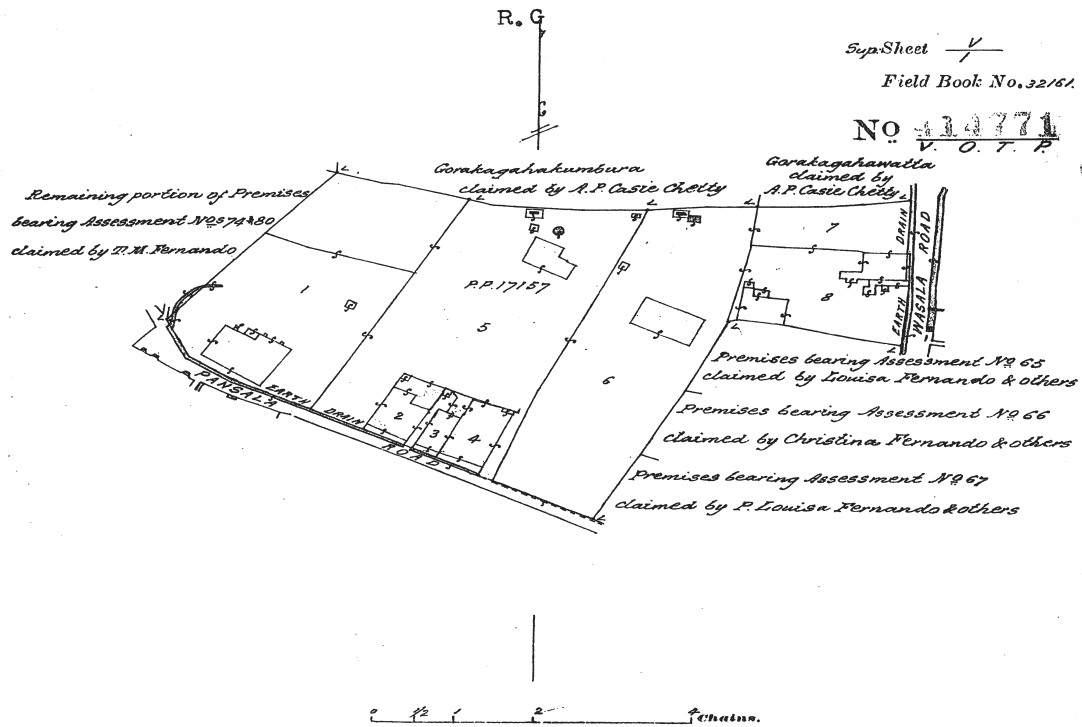 R. G
Sup: Sheet V/1
Field Book No. 32161.
No 414771
V. O. T. P.
Gorakagahakumbura
claimed by A.P. Casie Chetty
Gorakagahawatta
claimed by
A.P. Casie Chetty
Remaining portion of Premises
bearing Assessment Nos 74 & 80
claimed by T.M. Fernando
1
P.P. 17157
5
6
7
8
2
3
4
EARTH DRAIN
WASALA ROAD
EARTH DRAIN
PANSALA ROAD
Premises bearing Assessment No 65
claimed by Louisa Fernando & others
Premises bearing Assessment No 66
claimed by Christina Fernando & others
Premises bearing Assessment No 67
claimed by P. Louisa Fernando & others
0 1/2 1 2 4 Chains.